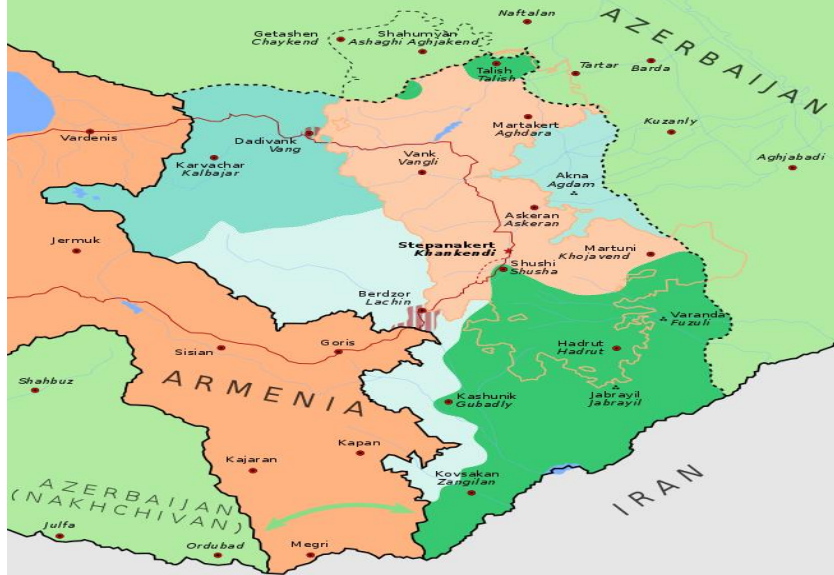 Naftalan
Getashen
Chaykend
Shahumyan
Ashaghi Aghjakend
AZERBAIJAN
Talish
Talish
Tartar
Barda
Vardenis
Dadivank
Vang
Martakert
Aghdara
Kuzanly
Karvachar
Kalbajar
Vank
Vangli
Akna
Agdam
Aghjabadi
Askeran
Askeran
Jermuk
Stepanakert
Khankendi
Martuni
Khojavend
Shushi
Shusha
Berdzor
Lachin
Varanda
Fuzuli
Sisian
Goris
Hadrut
Hadrut
Shahbuz
ARMENIA
Kashunik
Gubadly
Jabrayil
Jabrayil
Kapan
Kajaran
Kovsakan
Zangilan
IRAN
AZERBAIJAN
(NAKHCHIVAN)
Julfa
Ordubad
Megri